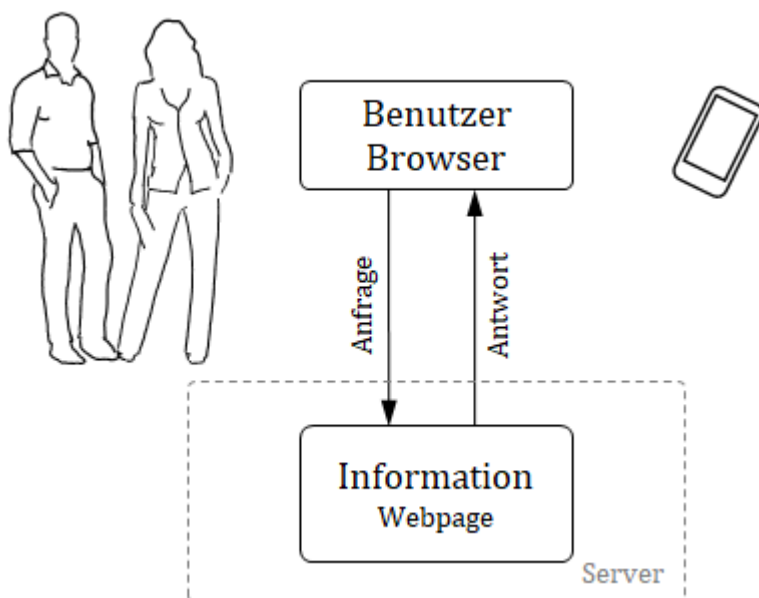 Benutzer
Browser
Anfrage
Antwort
Information
Webpage
Server